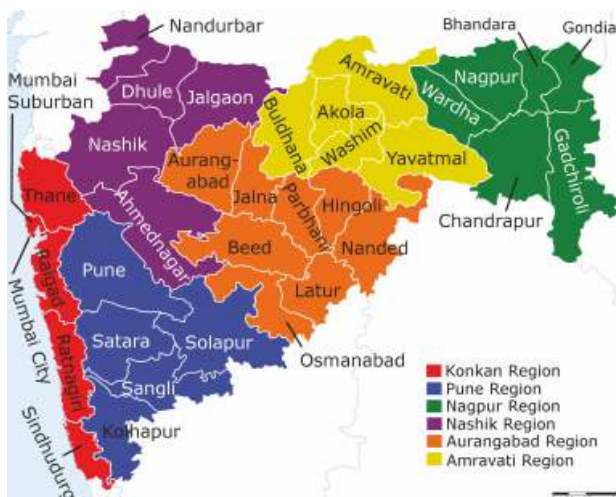 Nandurbar
Bhandara
Gondia
Mumbai
Suburban
Dhule
Jalgaon
Amravati
Nagpur
Wardha
Buldhana
Akola
Washim
Nashik
Yavatmal
Gadchiroli
Aurang-
abad
Jalna
Parbhani
Hingoli
Thane
Ahmednagar
Chandrapur
Beed
Nanded
Pune
Raigad
Latur
Mumbai City
Satara
Solapur
Osmanabad
Ratnagiri
Sangli
Kolhapur
Sindhudurg
Konkan Region
Pune Region
Nagpur Region
Nashik Region
Aurangabad Region
Amravati Region